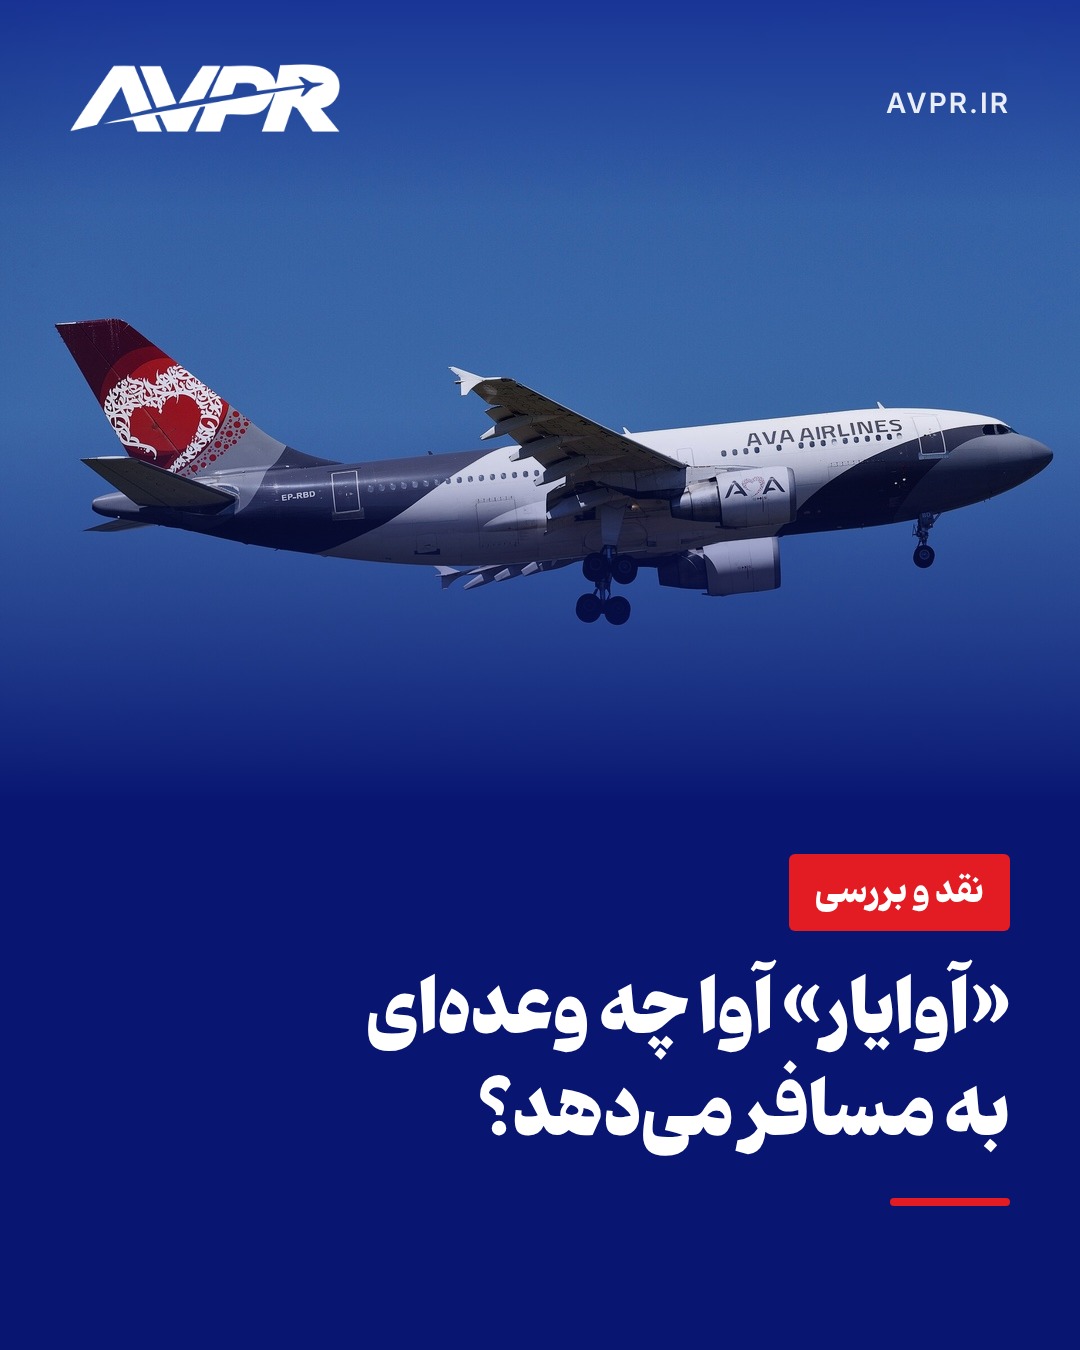 AVPR
AVPR.IR
AVA AIRLINES
AVA
EP-RBD
نقد و بررسی
«آوایار» آوا چه وعده‌ای
به مسافر می‌دهد؟